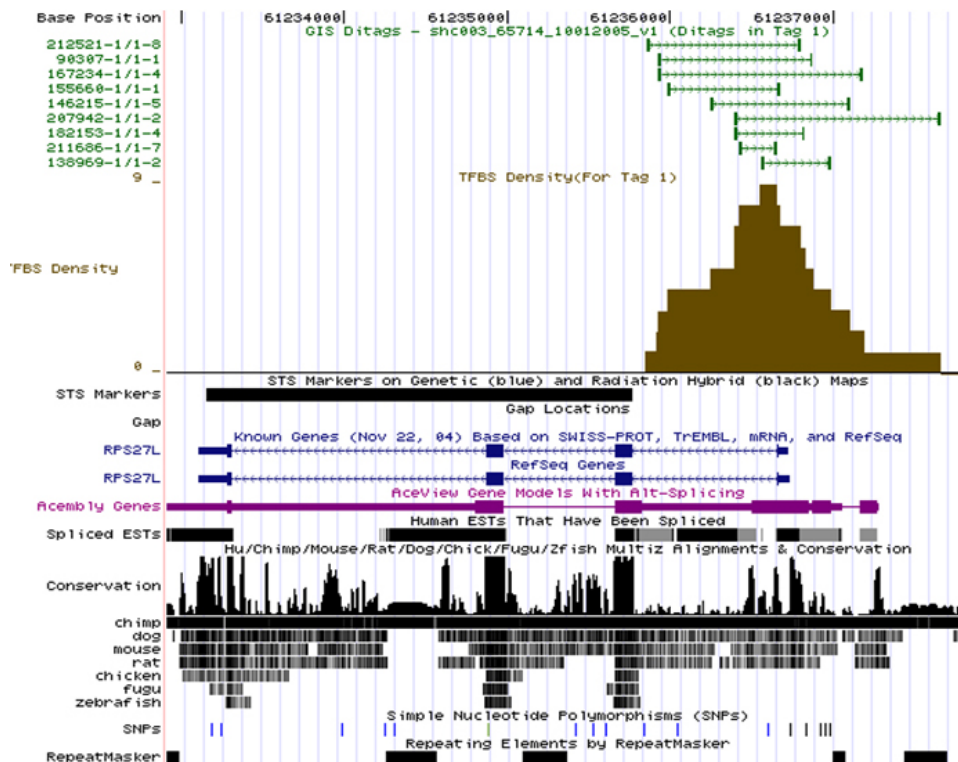 Base Position 61234000 61235000 61236000 61237000
GIS Ditags - shc003_65714_10012005_v1 (Ditags in Tag 1)
212521-1/1-8
90307-1/1-1
167234-1/1-4
155660-1/1-1
146215-1/1-5
207942-1/1-2
182153-1/1-4
211686-1/1-7
138969-1/1-2
9 _ TFBS Density(For Tag 1)
FBS Density
0 _
STS Markers on Genetic (blue) and Radiation Hybrid (black) Maps
STS Markers
Gap Locations
Gap
Known Genes (Nov 22, 04) Based on SWISS-PROT, TrEMBL, mRNA, and RefSeq
RPS27L
RefSeq Genes
RPS27L
AceView Gene Models With Alt-Splicing
Acembly Genes
Human ESTs That Have Been Spliced
Spliced ESTs
Hu/Chimp/Mouse/Rat/Dog/Chick/Fugu/Zfish Multiz Alignments & Conservation
Conservation
chimp
dog
mouse
rat
chicken
fugu
zebrafish
Simple Nucleotide Polymorphisms (SNPs)
SNPs
Repeating Elements by RepeatMasker
RepeatMasker